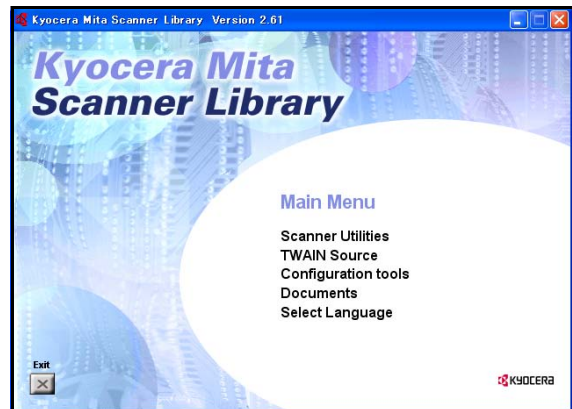 Kyocera Mita Scanner Library Version 2.61
Kyocera Mita
Scanner Library
Main Menu
Scanner Utilities
TWAIN Source
Configuration tools
Documents
Select Language
Exit
KYOCERA